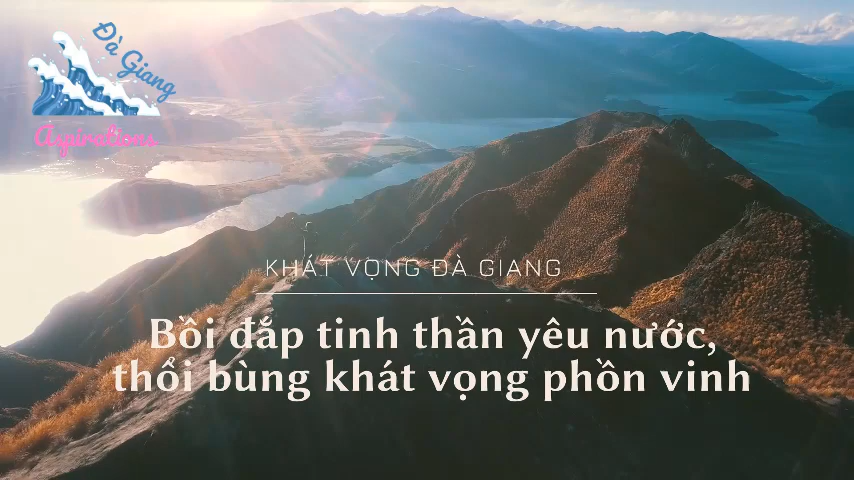 Đà Giang
Aspirations
KHÁT VỌNG ĐÀ GIANG
Bồi đắp tinh thần yêu nước,
thổi bùng khát vọng phồn vinh